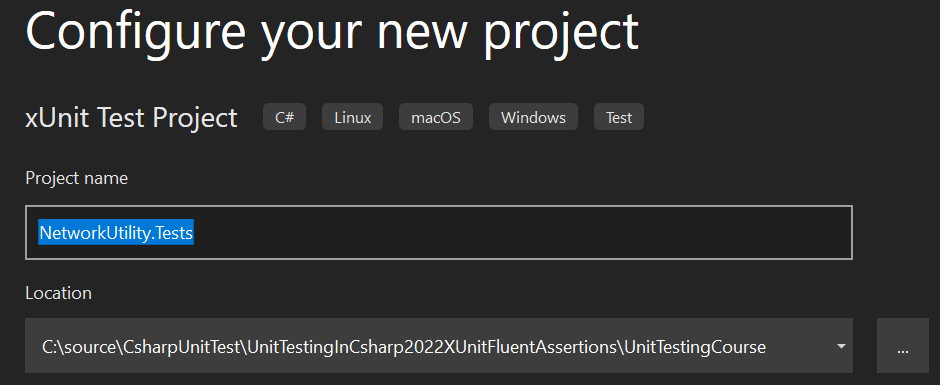 Configure your new project
xUnit Test Project C# Linux macOS Windows Test
Project name
NetworkUtility.Tests
Location
C:\source\CsharpUnitTest\UnitTestingInCsharp2022XUnitFluentAssertions\UnitTestingCourse ...